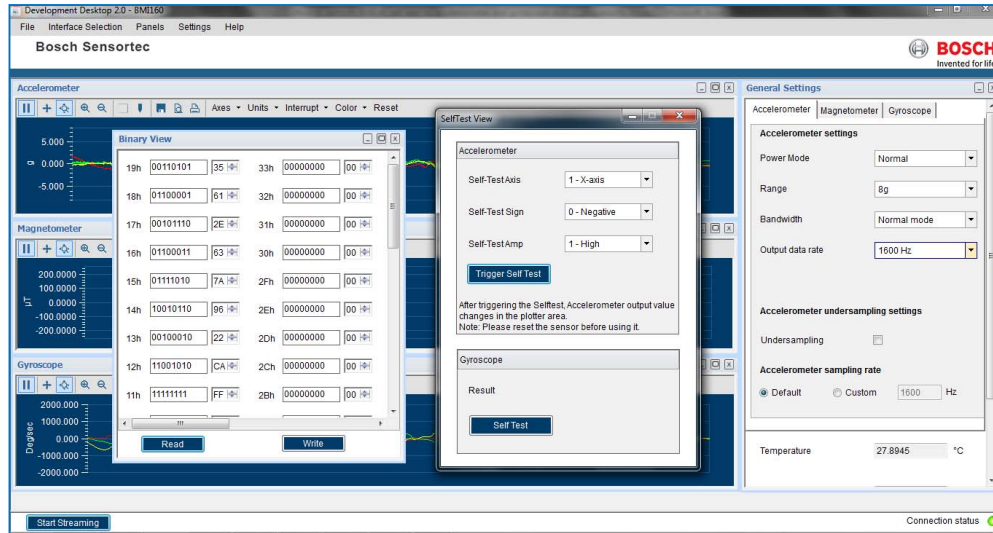 Development Desktop 2.0 - BMI160
File Interface Selection Panels Settings Help
Bosch Sensortec
BOSCH
Invented for life
Accelerometer
Axes Units Interrupt Color Reset
g
5.000
0.000
-5.000
Magnetometer
µT
200.0000
100.0000
0.0000
-100.0000
-200.0000
Gyroscope
Deg/sec
2000.000
1000.000
0.000
-1000.000
-2000.000
Binary View
19h 00110101 35 33h 00000000 00
18h 01100001 61 32h 00000000 00
17h 00101110 2E 31h 00000000 00
16h 01100011 63 30h 00000000 00
15h 01111010 7A 2Fh 00000000 00
14h 10010110 96 2Eh 00000000 00
13h 00100010 22 2Dh 00000000 00
12h 11001010 CA 2Ch 00000000 00
11h 11111111 FF 2Bh 00000000 00
Read Write
SelfTest View
Accelerometer
Self-TestAxis 1 - X-axis
Self-Test Sign 0 - Negative
Self-TestAmp 1 - High
Trigger Self Test
After triggering the Selftest, Accelerometer output value
changes in the plotter area.
Note: Please reset the sensor before using it.
Gyroscope
Result
Self Test
General Settings
Accelerometer Magnetometer Gyroscope
Accelerometer settings
Power Mode Normal
Range 8g
Bandwidth Normal mode
Output data rate 1600 Hz
Accelerometer undersampling settings
Undersampling
Accelerometer sampling rate
Default Custom 1600 Hz
Temperature 27.8945 °C
Start Streaming
Connection status